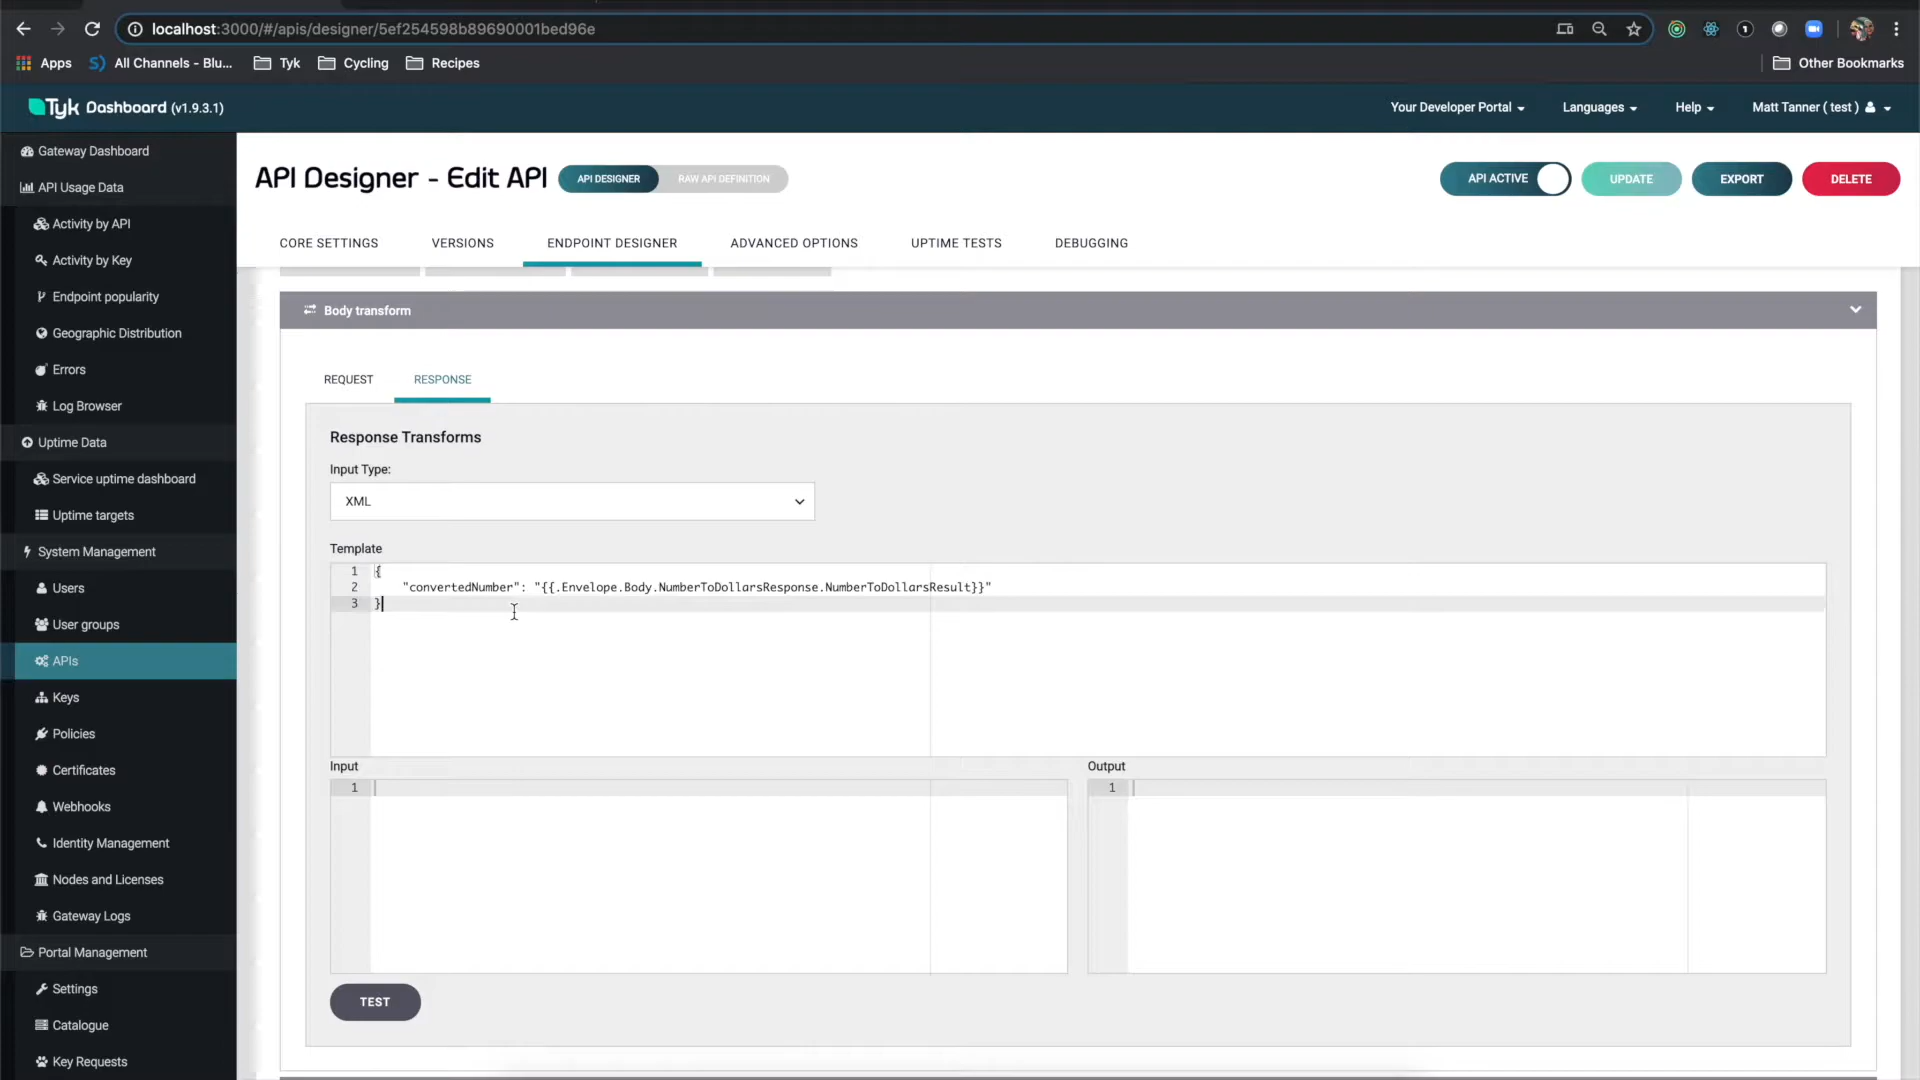 localhost:3000/#/apis/designer/5ef254598b89690001bed96e
Apps
All Channels - Blu...
Tyk
Cycling
Recipes
Other Bookmarks
Tyk Dashboard (v1.9.3.1)
Your Developer Portal
Languages
Help
Matt Tanner ( test )
Gateway Dashboard
API Usage Data
Activity by API
Activity by Key
Endpoint popularity
Geographic Distribution
Errors
Log Browser
Uptime Data
Service uptime dashboard
Uptime targets
System Management
Users
User groups
APIs
Keys
Policies
Certificates
Webhooks
Identity Management
Nodes and Licenses
Gateway Logs
Portal Management
Settings
Catalogue
Key Requests
API Designer - Edit API
API DESIGNER
RAW API DEFINITION
API ACTIVE
UPDATE
EXPORT
DELETE
CORE SETTINGS
VERSIONS
ENDPOINT DESIGNER
ADVANCED OPTIONS
UPTIME TESTS
DEBUGGING
Body transform
REQUEST
RESPONSE
Response Transforms
Input Type:
XML
Template
1 {
2 "convertedNumber": "{{.Envelope.Body.NumberToDollarsResponse.NumberToDollarsResult}}"
3 }
Input
1
Output
1
TEST